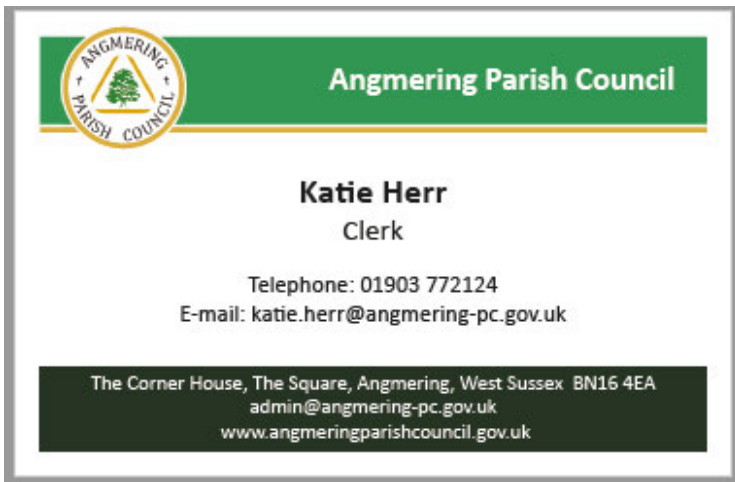 ANGMERING
PARISH COUNCIL
Angmering Parish Council
Katie Herr
Clerk
Telephone: 01903 772124
E-mail: katie.herr@angmering-pc.gov.uk
The Corner House, The Square, Angmering, West Sussex  BN16 4EA
admin@angmering-pc.gov.uk
www.angmeringparishcouncil.gov.uk